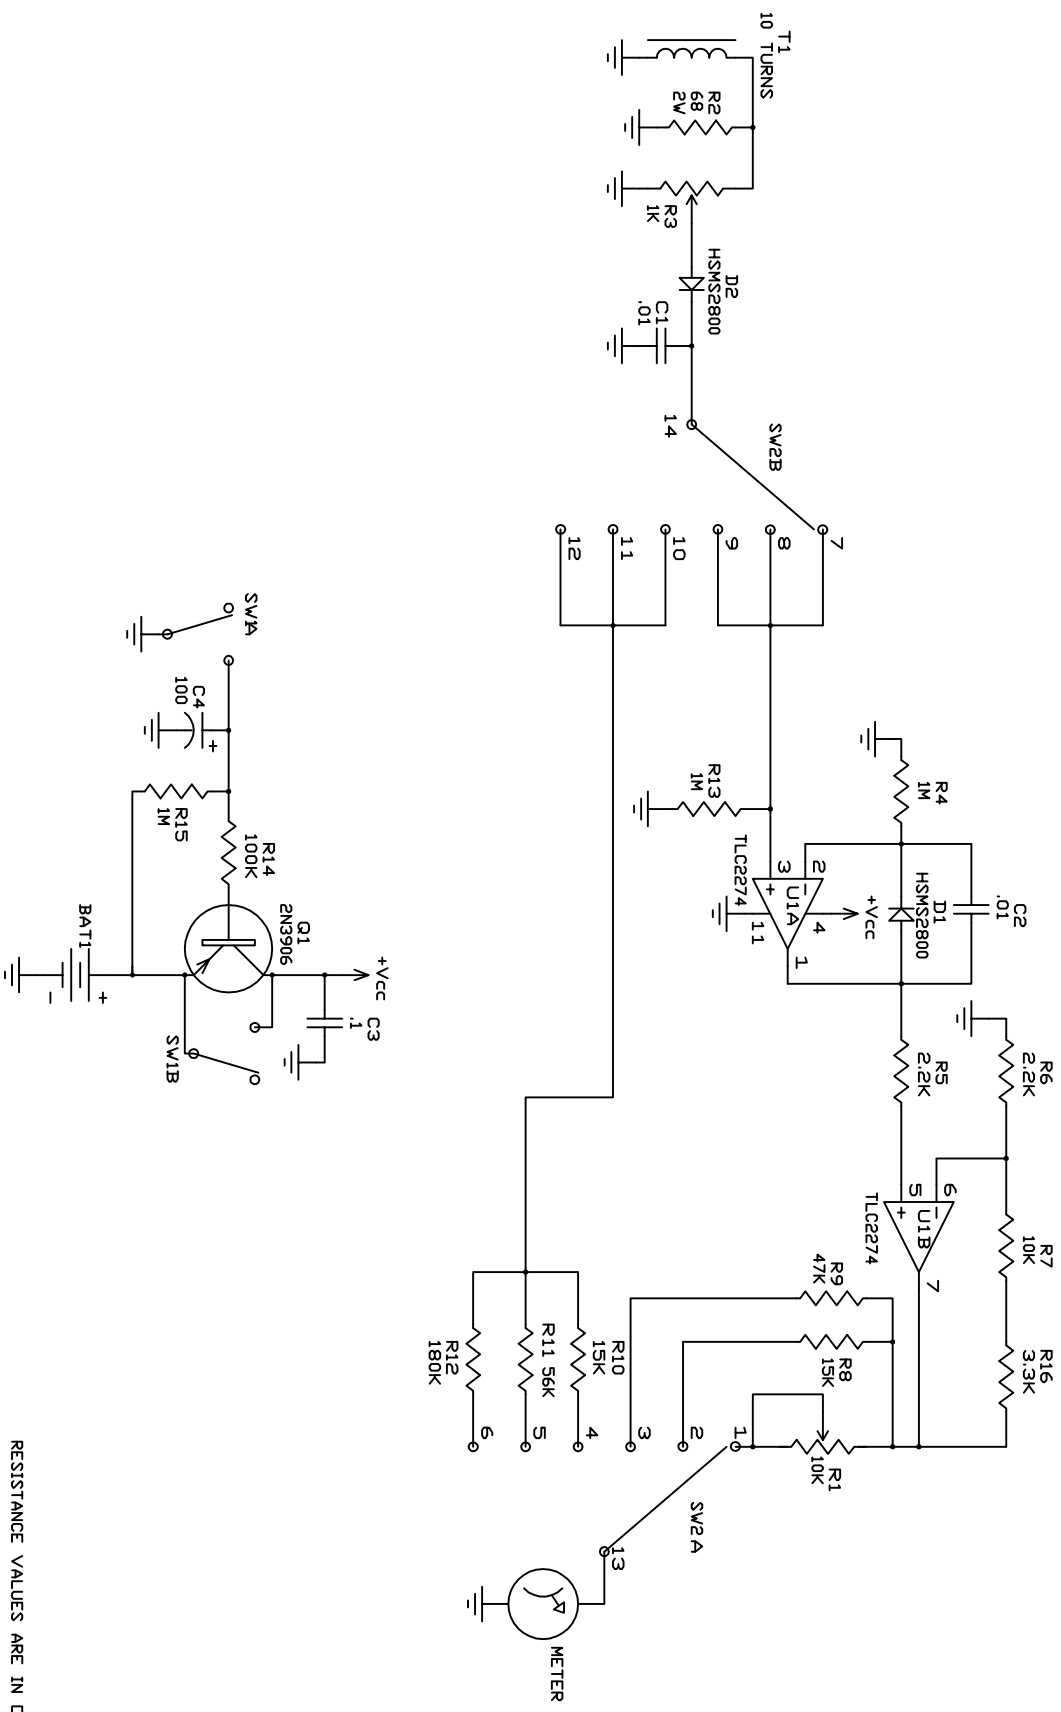 T1
10 TURNS
R2
68
2W
R3
1K
D2
HSMS2800
C1
.01
14
SW2B
7
8
9
10
11
12
R4
1M
C2
.01
D1
HSMS2800
+Vcc
2
3
4
11
1
U1A
TLC2274
R13
1M
R6
2.2K
R5
2.2K
6
5
7
U1B
TLC2274
R7
10K
R16
3.3K
R9
47K
R8
15K
R1
10K
R10
15K
R11 56K
R12
180K
1
2
3
4
5
6
SW2A
13
METER
SW1A
C4
100
+
R15
1M
R14
100K
Q1
2N3906
+Vcc
C3
.1
SW1B
BAT1
+
-
RESISTANCE VALUES ARE IN